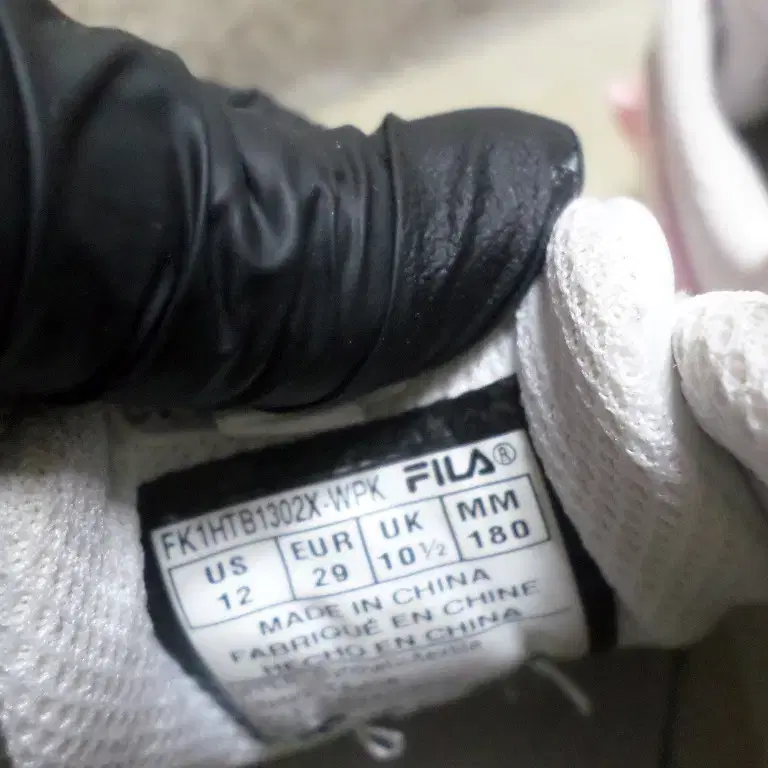 FK1HTB1302X-WPK FILA®
US EUR UK MM
12 29 10½ 180
MADE IN CHINA
FABRIQUÉ EN CHINE
HECHO EN CHINA